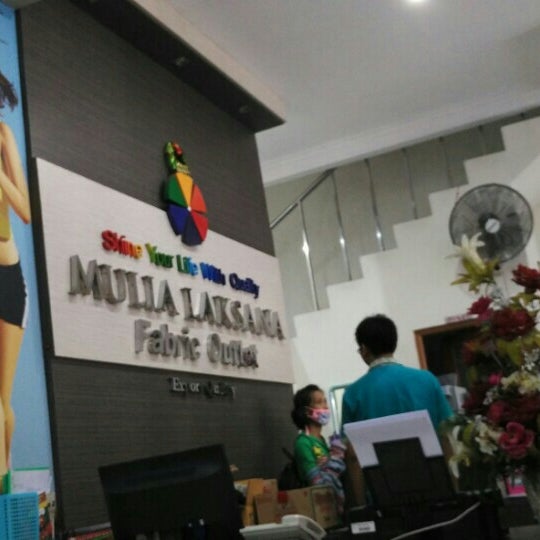 Shine Your Life With Quality
MULIA LAKSANA
Fabric Outlet